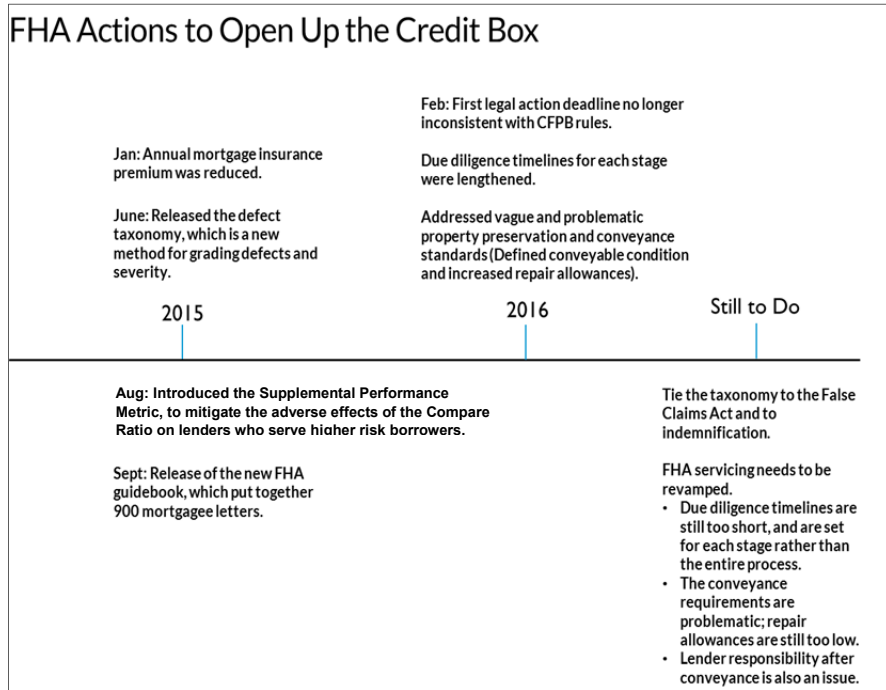 FHA Actions to Open Up the Credit Box
Jan: Annual mortgage insurance
premium was reduced.
June: Released the defect
taxonomy, which is a new
method for grading defects and
severity.
2015
Aug: Introduced the Supplemental Performance
Metric, to mitigate the adverse effects of the Compare
Ratio on lenders who serve higher risk borrowers.
Sept: Release of the new FHA
guidebook, which put together
900 mortgagee letters.
Feb: First legal action deadline no longer
inconsistent with CFPB rules.
Due diligence timelines for each stage
were lengthened.
Addressed vague and problematic
property preservation and conveyance
standards (Defined conveyable condition
and increased repair allowances).
2016
Still to Do
Tie the taxonomy to the False
Claims Act and to
indemnification.
FHA servicing needs to be
revamped.
• Due diligence timelines are
still too short, and are set
for each stage rather than
the entire process.
• The conveyance
requirements are
problematic; repair
allowances are still too low.
• Lender responsibility after
conveyance is also an issue.